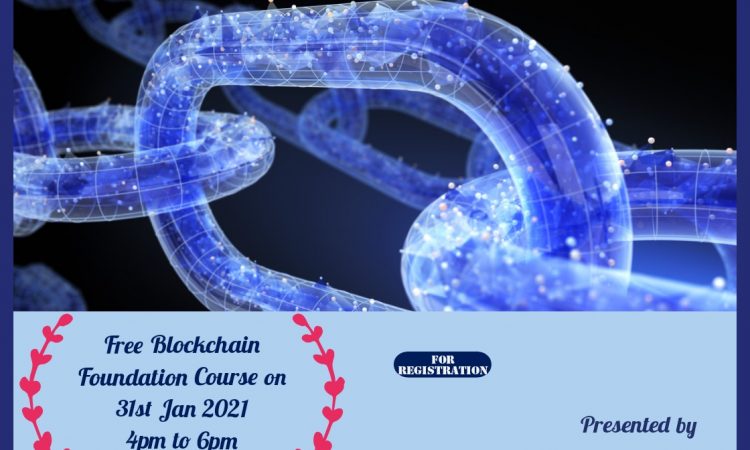 Free Blockchain
Foundation Course on
31st Jan 2021
4pm to 6pm
FOR
REGISTRATION
Presented by